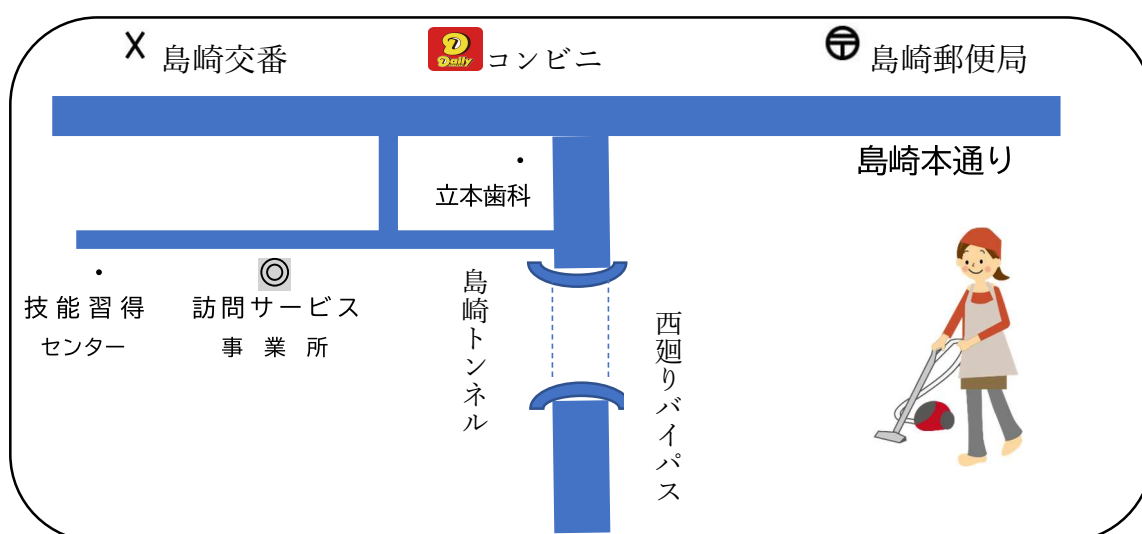 X 島崎交番
D Daily コンビニ
〒 島崎郵便局
島崎本通り
立本歯科
技能習得
センター
◎
訪問サービス
事業所
島崎トンネル
西廻りバイパス